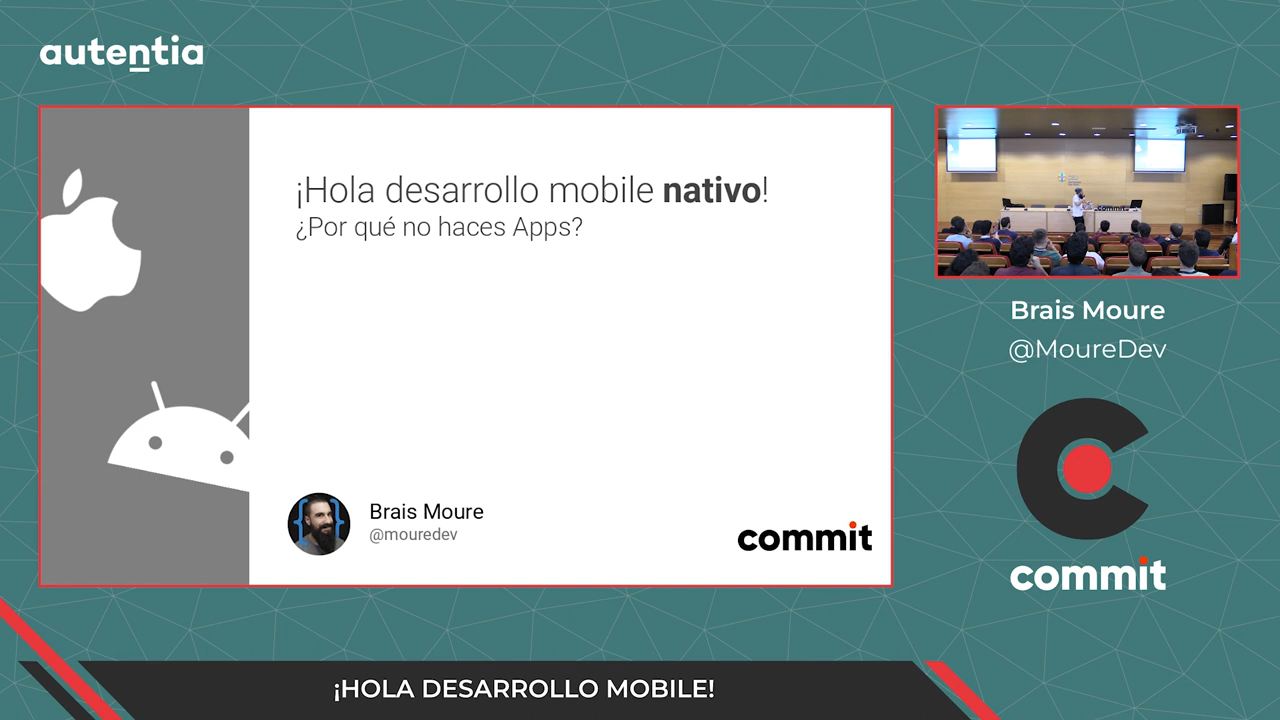 autentia
¡Hola desarrollo mobile nativo!
¿Por qué no haces Apps?
Brais Moure
@mouredev
commit
commit
Brais Moure
@MoureDev
commit
¡HOLA DESARROLLO MOBILE!